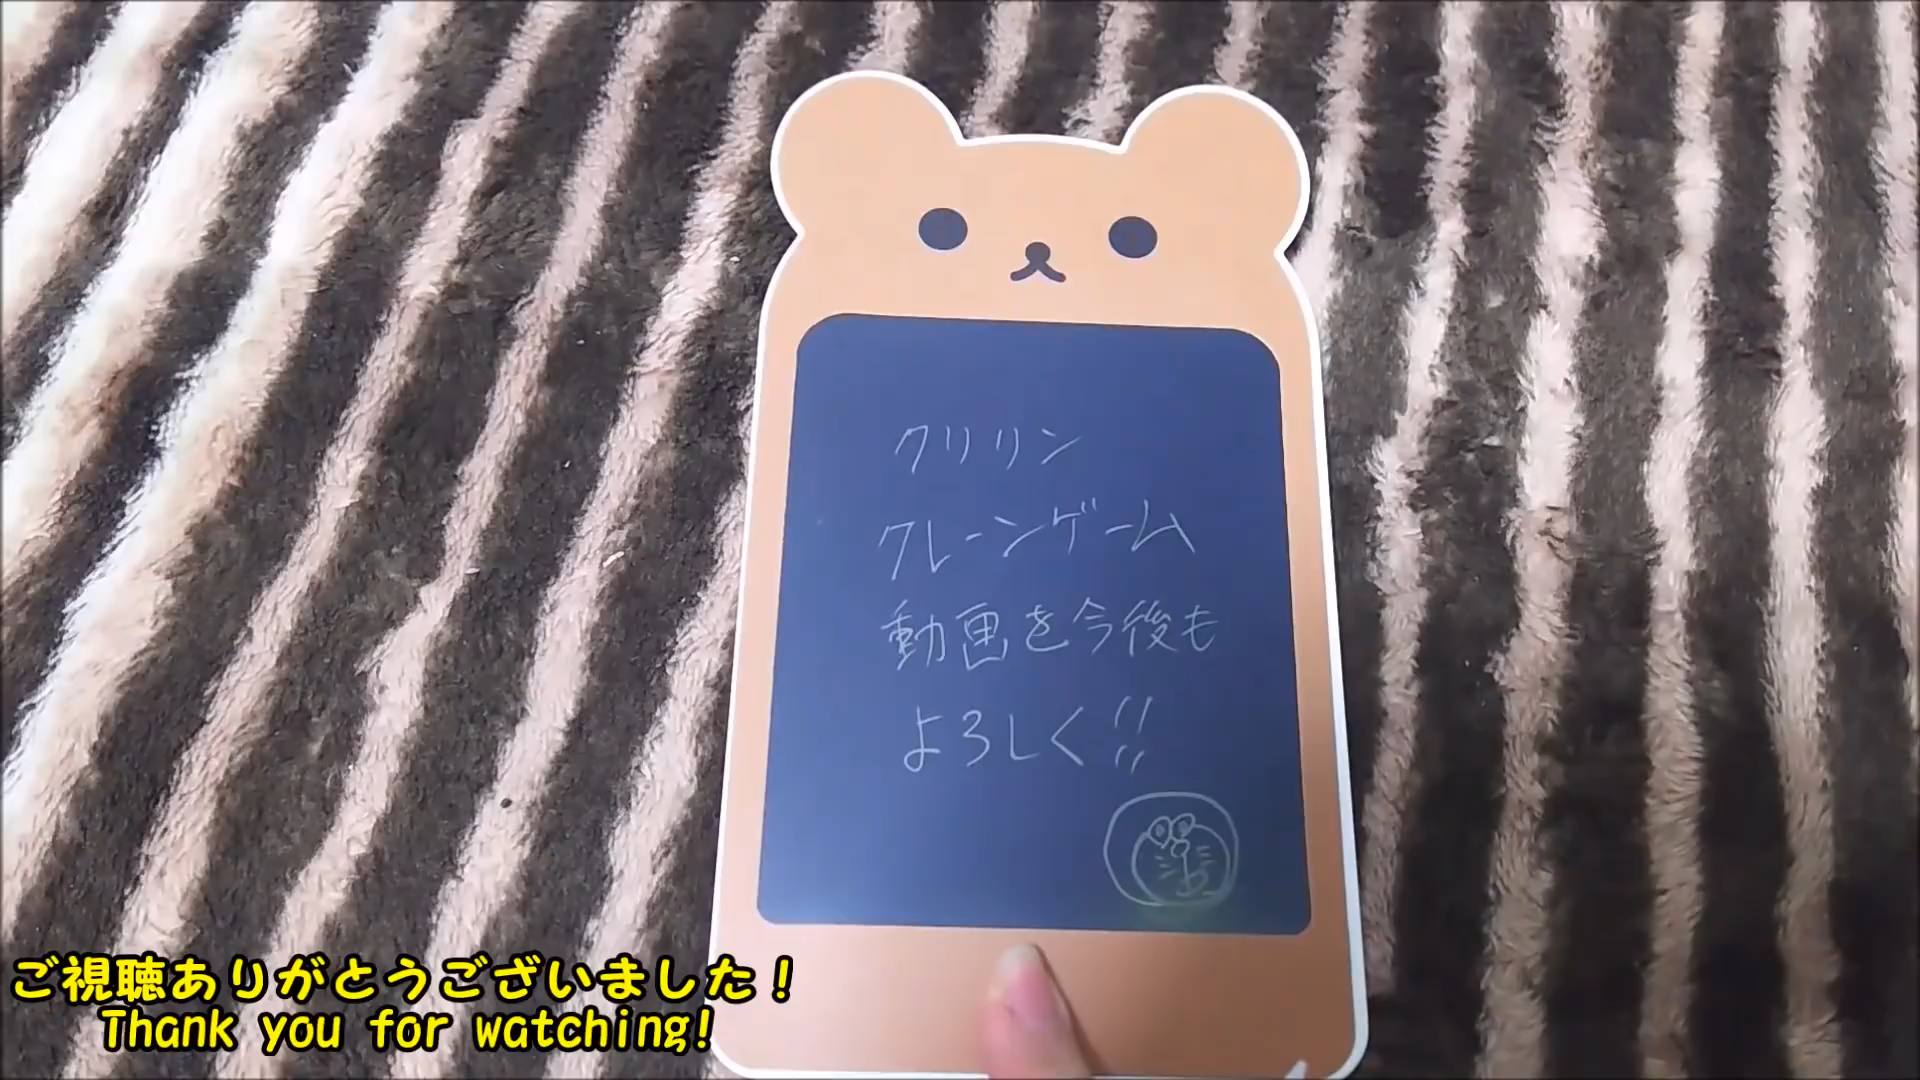 クリリン
クレーンゲーム
動画を今後も
よろしく!!
ご視聴ありがとうございました!
Thank you for watching!